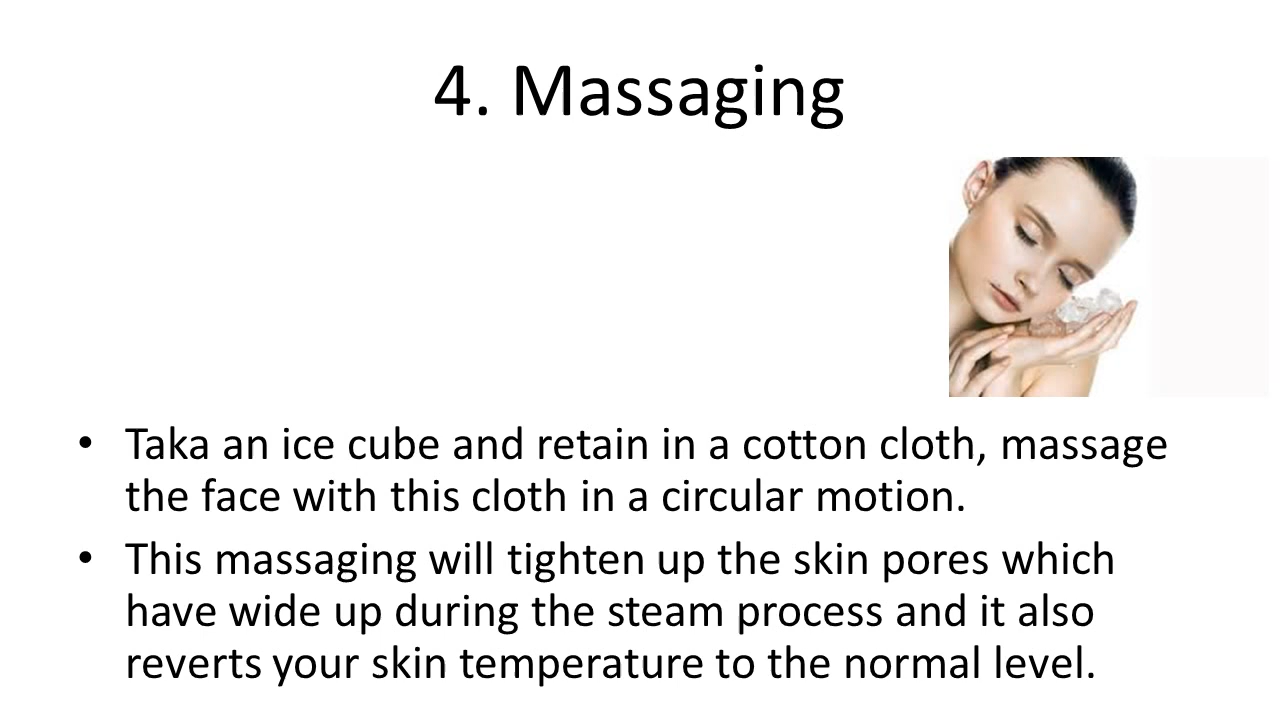 4. Massaging
• Taka an ice cube and retain in a cotton cloth, massage
the face with this cloth in a circular motion.
• This massaging will tighten up the skin pores which
have wide up during the steam process and it also
reverts your skin temperature to the normal level.